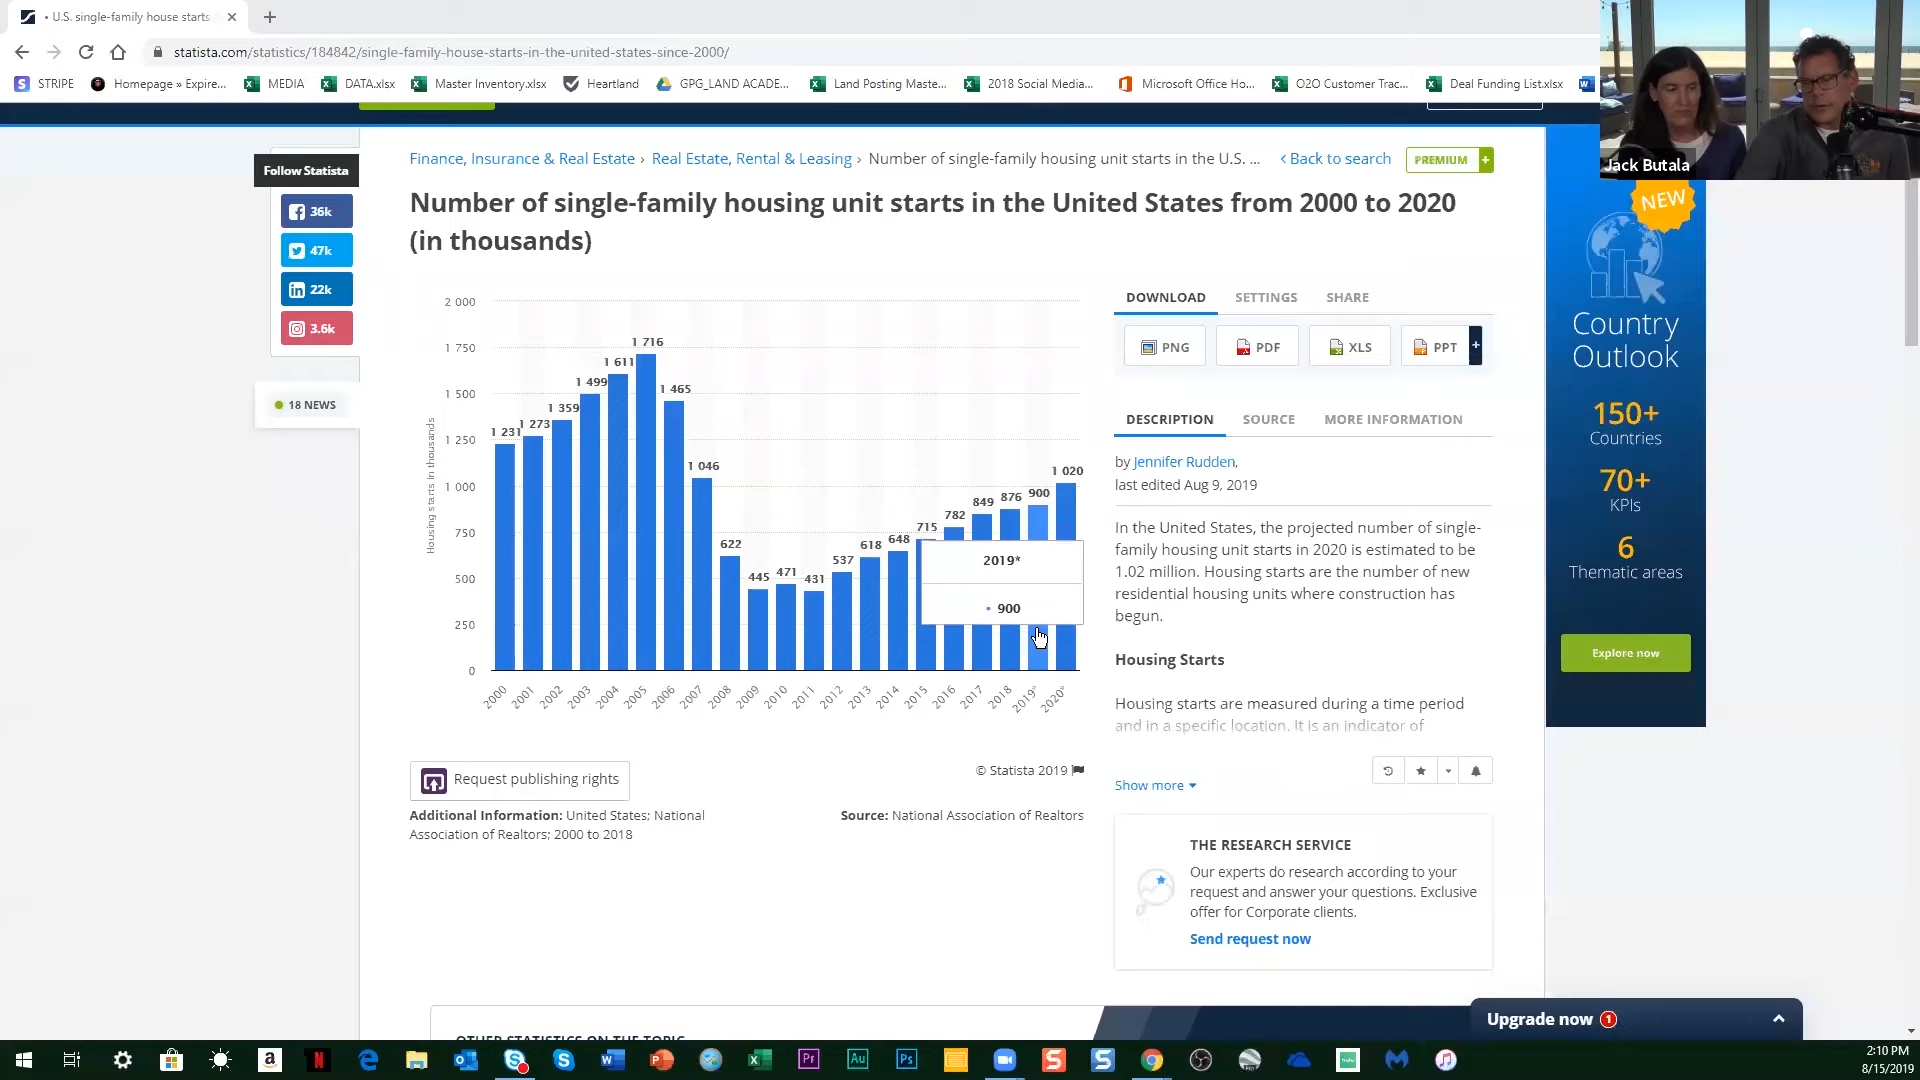 U.S. single-family house starts
statista.com/statistics/184842/single-family-house-starts-in-the-united-states-since-2000/
STRIPE
Homepage » Expire...
MEDIA
DATA.xlsx
Master Inventory.xlsx
Heartland
GPG_LAND ACADE...
Land Posting Maste...
2018 Social Media...
Microsoft Office Ho...
O2O Customer Trac...
Deal Funding List.xlsx
Jack Butala
Follow Statista
36k
47k
22k
3.6k
18 NEWS
Finance, Insurance & Real Estate › Real Estate, Rental & Leasing › Number of single-family housing unit starts in the U.S. ...
‹ Back to search
PREMIUM +
Number of single-family housing unit starts in the United States from 2000 to 2020
(in thousands)
Housing starts in thousands
2 000
1 750
1 500
1 250
1 000
750
500
250
0
1 231
1 273
1 359
1 499
1 611
1 716
1 465
1 046
622
445
471
431
537
618
648
715
782
849
876
900
1 020
2019*
900
2000
2001
2002
2003
2004
2005
2006
2007
2008
2009
2010
2011
2012
2013
2014
2015
2016
2017
2018
2019*
2020*
Request publishing rights
© Statista 2019
Additional Information: United States; National
Association of Realtors; 2000 to 2018
Source: National Association of Realtors
DOWNLOAD
SETTINGS
SHARE
PNG
PDF
XLS
PPT
+
DESCRIPTION
SOURCE
MORE INFORMATION
by Jennifer Rudden,
last edited Aug 9, 2019
In the United States, the projected number of single-
family housing unit starts in 2020 is estimated to be
1.02 million. Housing starts are the number of new
residential housing units where construction has
begun.
Housing Starts
Housing starts are measured during a time period
and in a specific location. It is an indicator of
Show more
THE RESEARCH SERVICE
Our experts do research according to your
request and answer your questions. Exclusive
offer for Corporate clients.
Send request now
NEW
Country
Outlook
150+
Countries
70+
KPIs
6
Thematic areas
Explore now
OTHER STATISTICS ON THE TOPIC
Upgrade now 1
2:10 PM
8/15/2019